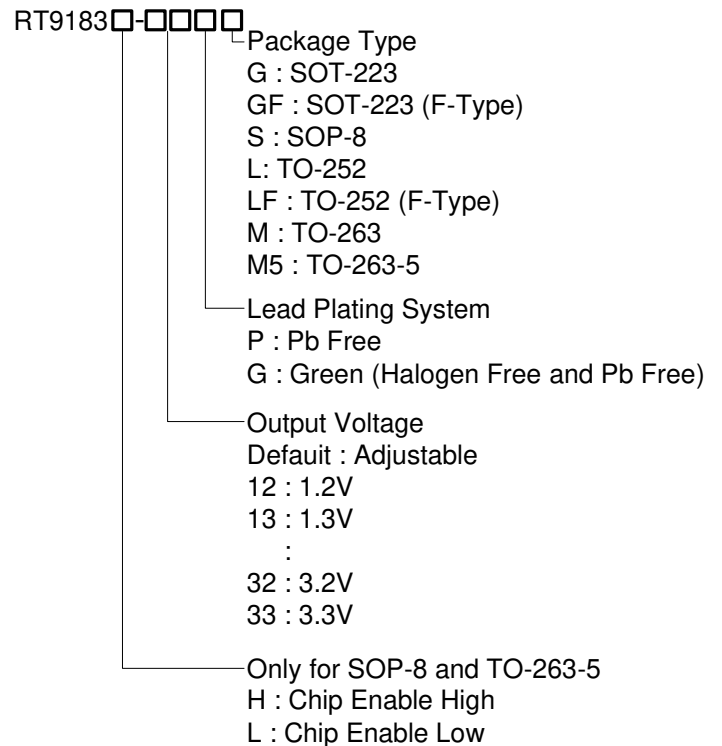 RT9183□-□□□□
Package Type
G : SOT-223
GF : SOT-223 (F-Type)
S : SOP-8
L: TO-252
LF : TO-252 (F-Type)
M : TO-263
M5 : TO-263-5
Lead Plating System
P : Pb Free
G : Green (Halogen Free and Pb Free)
Output Voltage
Defauit : Adjustable
12 : 1.2V
13 : 1.3V
:
32 : 3.2V
33 : 3.3V
Only for SOP-8 and TO-263-5
H : Chip Enable High
L : Chip Enable Low